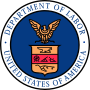 DEPARTMENT OF LABOR
UNITED STATES OF AMERICA